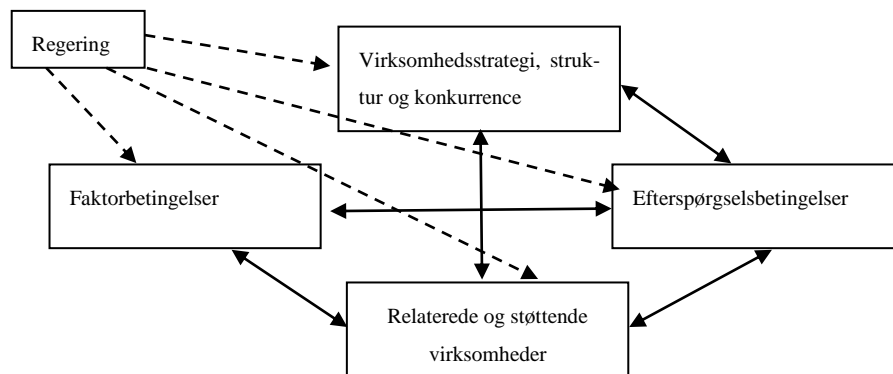 Regering
Virksomhedsstrategi, struk-
tur og konkurrence
Faktorbetingelser
Efterspørgselsbetingelser
Relaterede og støttende
virksomheder